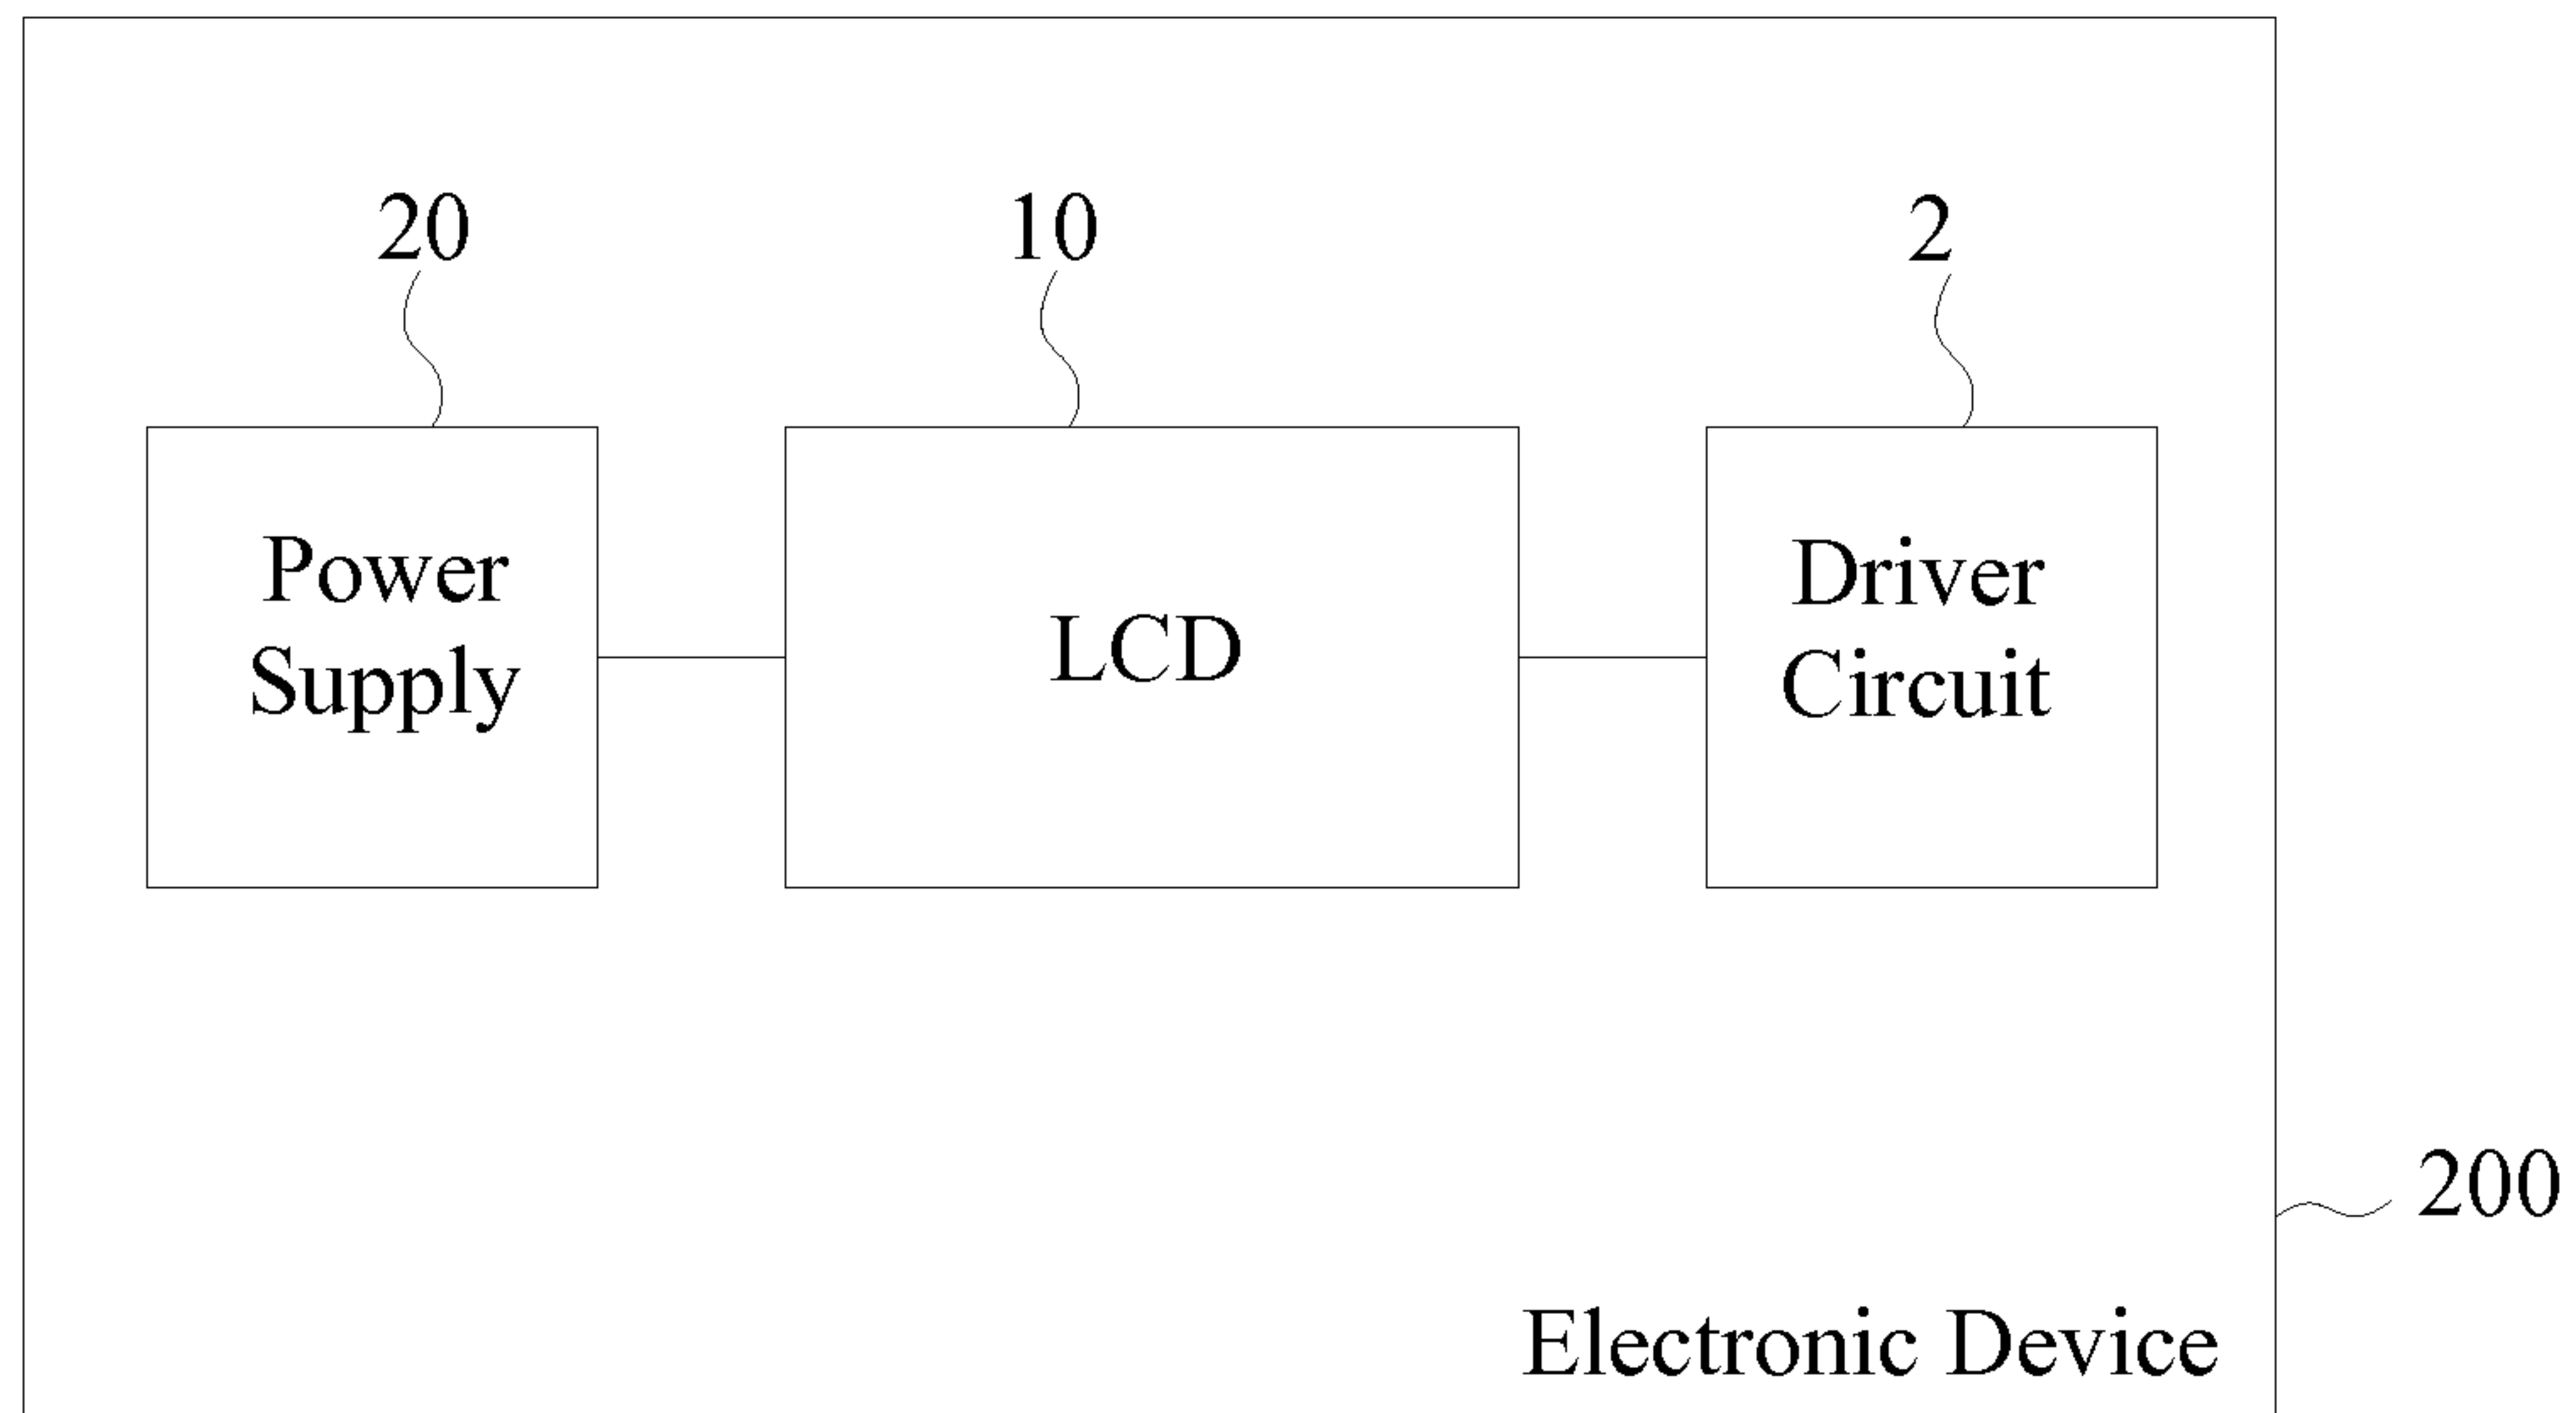 20
10
2
Power
Supply
LCD
Driver
Circuit
200
Electronic Device